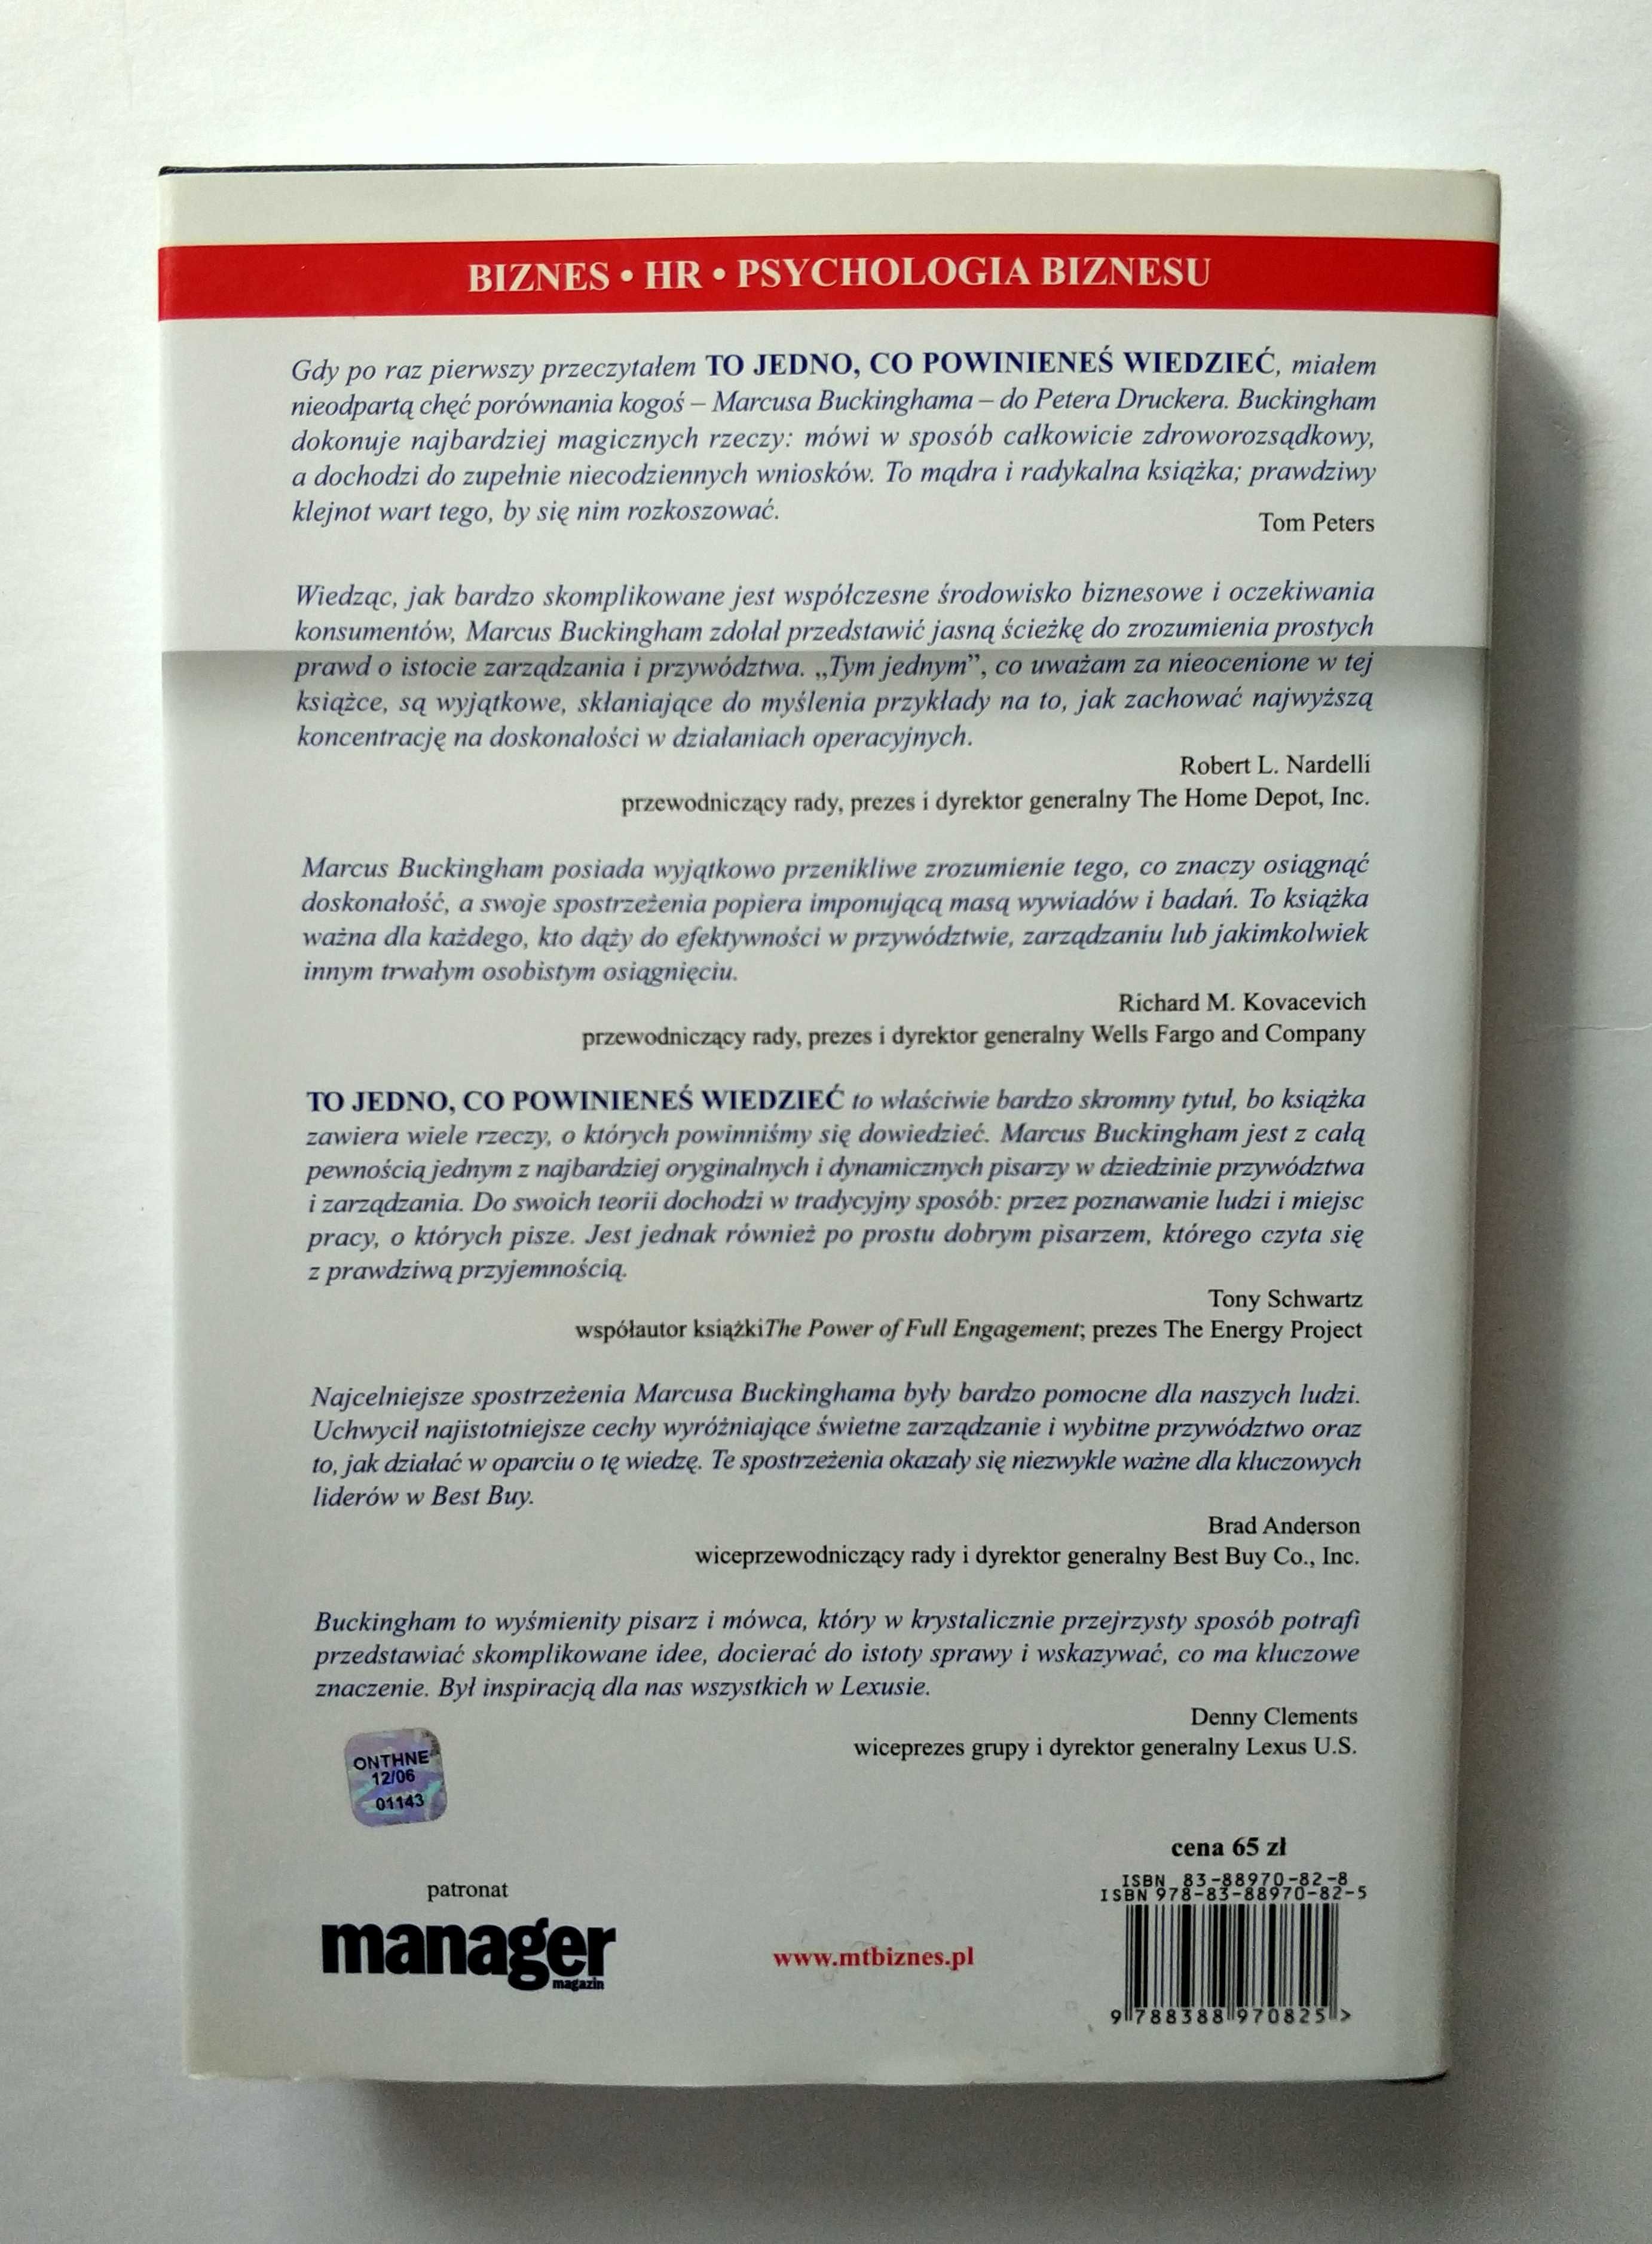 BIZNES • HR • PSYCHOLOGIA BIZNESU
Gdy po raz pierwszy przeczytałem TO JEDNO, CO POWINIENEŚ WIEDZIEĆ, miałem
nieodpartą chęć porównania kogoś – Marcusa Buckinghama – do Petera Druckera. Buckingham
dokonuje najbardziej magicznych rzeczy: mówi w sposób całkowicie zdroworozsądkowy,
a dochodzi do zupełnie niecodziennych wniosków. To mądra i radykalna książka; prawdziwy
klejnot wart tego, by się nim rozkoszować.
Tom Peters
Wiedząc, jak bardzo skomplikowane jest współczesne środowisko biznesowe i oczekiwania
konsumentów, Marcus Buckingham zdołał przedstawić jasną ścieżkę do zrozumienia prostych
prawd o istocie zarządzania i przywództwa. „Tym jednym”, co uważam za nieocenione w tej
książce, są wyjątkowe, skłaniające do myślenia przykłady na to, jak zachować najwyższą
koncentrację na doskonałości w działaniach operacyjnych.
Robert L. Nardelli
przewodniczący rady, prezes i dyrektor generalny The Home Depot, Inc.
Marcus Buckingham posiada wyjątkowo przenikliwe zrozumienie tego, co znaczy osiągnąć
doskonałość, a swoje spostrzeżenia popiera imponującą masą wywiadów i badań. To książka
ważna dla każdego, kto dąży do efektywności w przywództwie, zarządzaniu lub jakimkolwiek
innym trwałym osobistym osiągnięciu.
Richard M. Kovacevich
przewodniczący rady, prezes i dyrektor generalny Wells Fargo and Company
TO JEDNO, CO POWINIENEŚ WIEDZIEĆ to właściwie bardzo skromny tytuł, bo książka
zawiera wiele rzeczy, o których powinniśmy się dowiedzieć. Marcus Buckingham jest z całą
pewnością jednym z najbardziej oryginalnych i dynamicznych pisarzy w dziedzinie przywództwa
i zarządzania. Do swoich teorii dochodzi w tradycyjny sposób: przez poznawanie ludzi i miejsc
pracy, o których pisze. Jest jednak również po prostu dobrym pisarzem, którego czyta się
z prawdziwą przyjemnością.
Tony Schwartz
współautor książkiThe Power of Full Engagement; prezes The Energy Project
Najcelniejsze spostrzeżenia Marcusa Buckinghama były bardzo pomocne dla naszych ludzi.
Uchwycił najistotniejsze cechy wyróżniające świetne zarządzanie i wybitne przywództwo oraz
to, jak działać w oparciu o tę wiedzę. Te spostrzeżenia okazały się niezwykle ważne dla kluczowych
liderów w Best Buy.
Brad Anderson
wiceprzewodniczący rady i dyrektor generalny Best Buy Co., Inc.
Buckingham to wyśmienity pisarz i mówca, który w krystalicznie przejrzysty sposób potrafi
przedstawiać skomplikowane idee, docierać do istoty sprawy i wskazywać, co ma kluczowe
znaczenie. Był inspiracją dla nas wszystkich w Lexusie.
Denny Clements
wiceprezes grupy i dyrektor generalny Lexus U.S.
ONTHNE
12/06
01143
patronat
manager
magazin
www.mtbiznes.pl
cena 65 zł
ISBN 83-88970-82-8
ISBN 978-83-88970-82-5
9 788388 970825 >